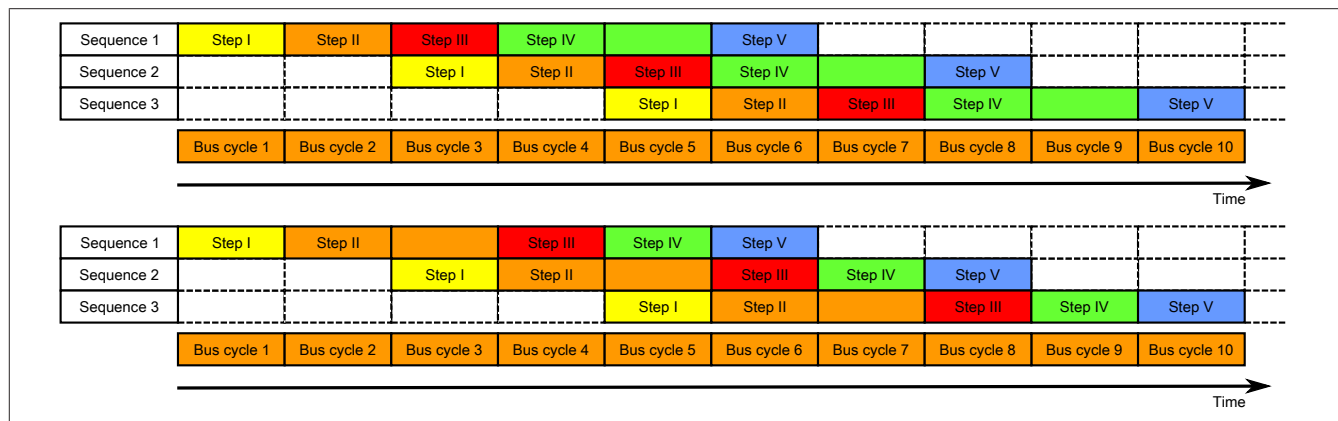 Sequence 1 Step I Step II Step III Step IV Step V
Sequence 2 Step I Step II Step III Step IV Step V
Sequence 3 Step I Step II Step III Step IV Step V
Bus cycle 1 Bus cycle 2 Bus cycle 3 Bus cycle 4 Bus cycle 5 Bus cycle 6 Bus cycle 7 Bus cycle 8 Bus cycle 9 Bus cycle 10
Time
Sequence 1 Step I Step II Step III Step IV Step V
Sequence 2 Step I Step II Step III Step IV Step V
Sequence 3 Step I Step II Step III Step IV Step V
Bus cycle 1 Bus cycle 2 Bus cycle 3 Bus cycle 4 Bus cycle 5 Bus cycle 6 Bus cycle 7 Bus cycle 8 Bus cycle 9 Bus cycle 10
Time